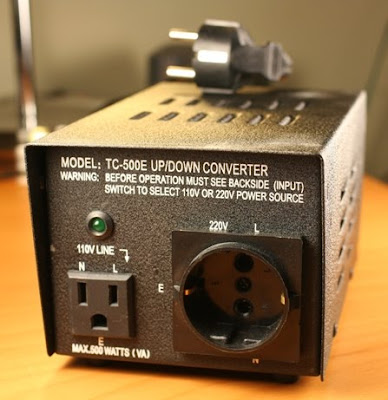 MODEL: TC-500E UP/DOWN CONVERTER
WARNING: BEFORE OPERATION MUST SEE BACKSIDE (INPUT)
SWITCH TO SELECT 110V OR 220V POWER SOURCE
110V LINE
N L
E
MAX.500 WATTS (VA)
220V L
E
N